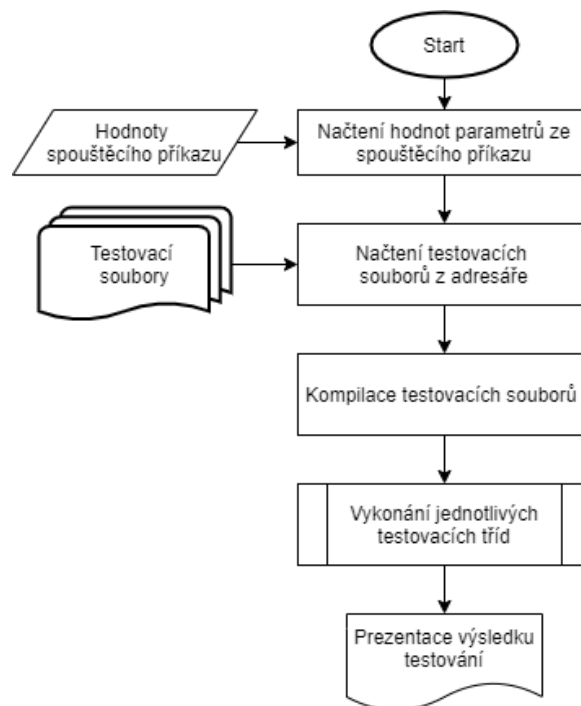 Start
Hodnoty
spouštěcího příkazu
Načtení hodnot parametrů ze
spouštěcího příkazu
Testovací
soubory
Načtení testovacích
souborů z adresáře
Kompilace testovacích souborů
Vykonání jednotlivých
testovacích tříd
Prezentace výsledku
testování